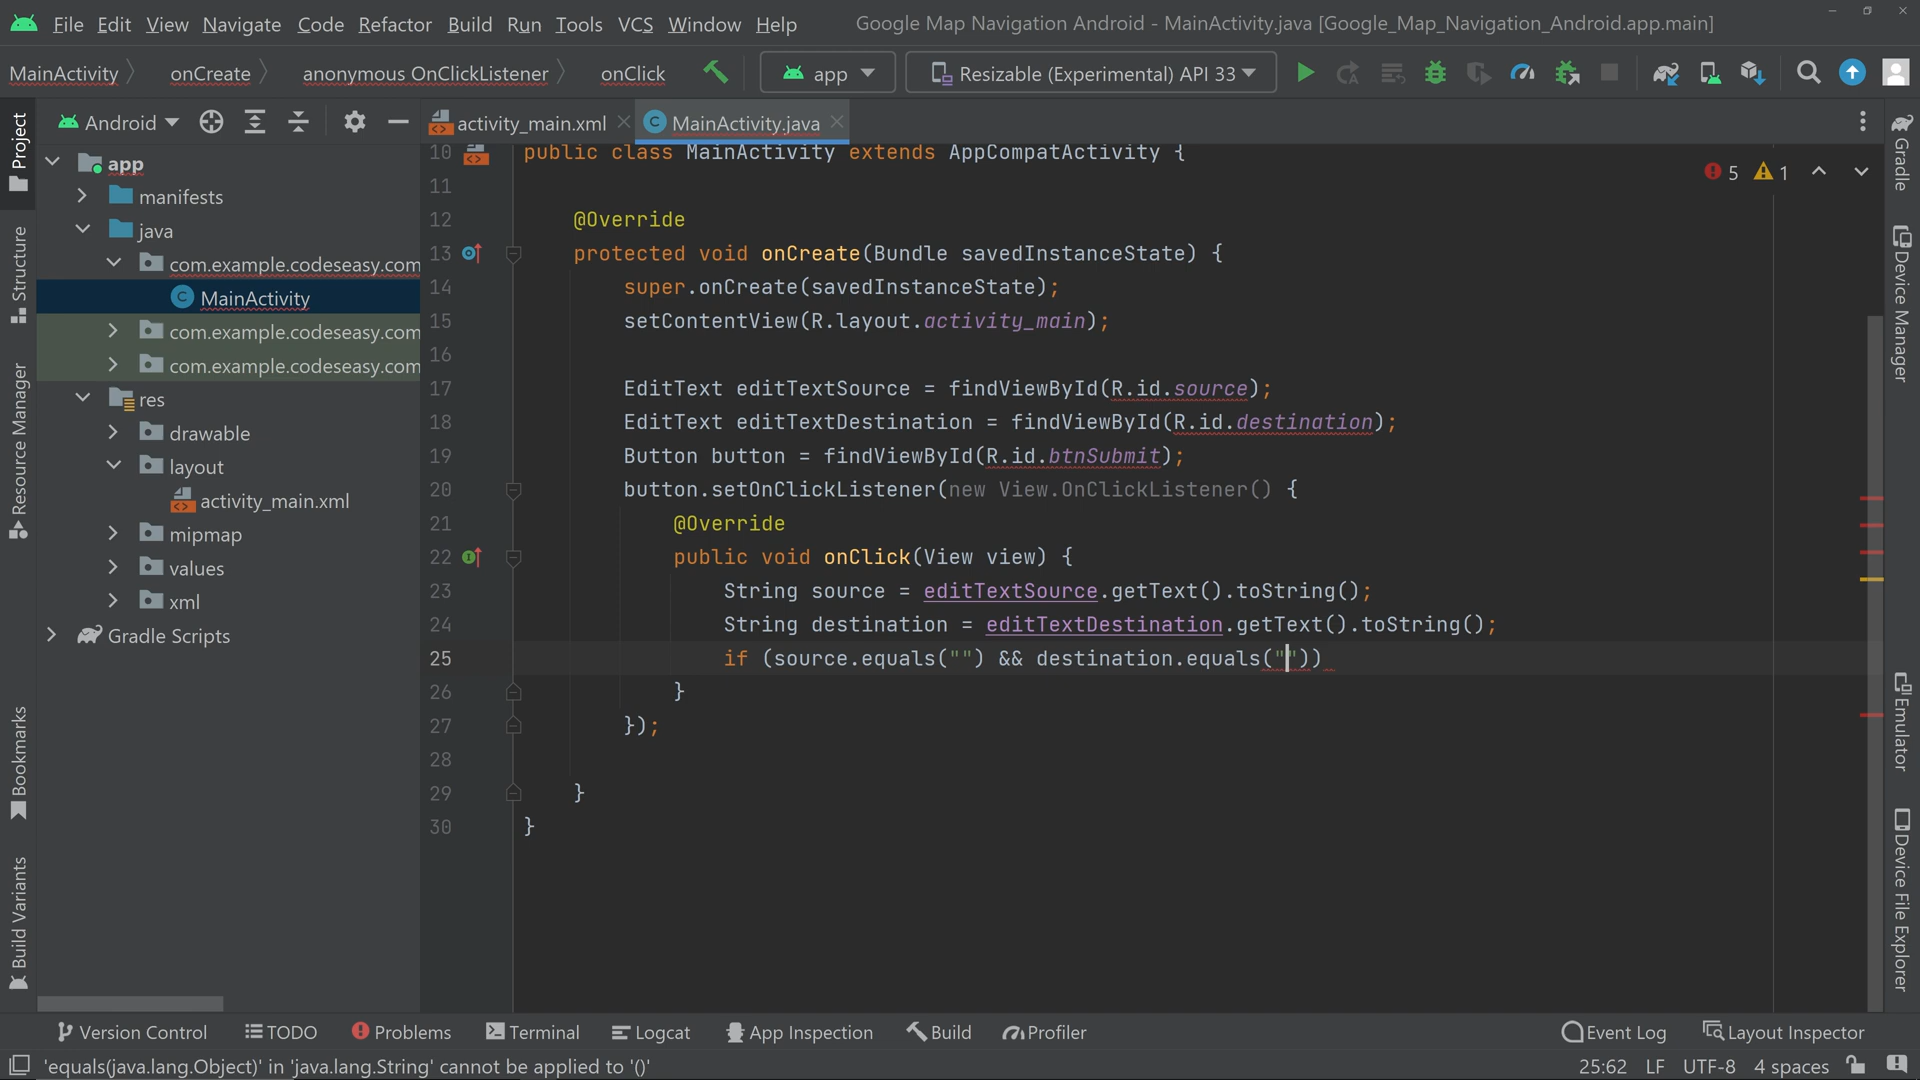 File Edit View Navigate Code Refactor Build Run Tools VCS Window Help Google Map Navigation Android - MainActivity.java [Google_Map_Navigation_Android.app.main]
MainActivity onCreate anonymous OnClickListener onClick app Resizable (Experimental) API 33
Android activity_main.xml MainActivity.java
Project
Structure
Resource Manager
Bookmarks
Build Variants
app
manifests
java
com.example.codeseasy.com
MainActivity
com.example.codeseasy.com
com.example.codeseasy.com
res
drawable
layout
activity_main.xml
mipmap
values
xml
Gradle Scripts
5 1
10 public class MainActivity extends AppCompatActivity {
11
12 @Override
13 protected void onCreate(Bundle savedInstanceState) {
14 super.onCreate(savedInstanceState);
15 setContentView(R.layout.activity_main);
16
17 EditText editTextSource = findViewById(R.id.source);
18 EditText editTextDestination = findViewById(R.id.destination);
19 Button button = findViewById(R.id.btnSubmit);
20 button.setOnClickListener(new View.OnClickListener() {
21 @Override
22 public void onClick(View view) {
23 String source = editTextSource.getText().toString();
24 String destination = editTextDestination.getText().toString();
25 if (source.equals("") && destination.equals(""))
26 }
27 });
28
29 }
30 }
Gradle
Device Manager
Emulator
Device File Explorer
Version Control TODO Problems Terminal Logcat App Inspection Build Profiler Event Log Layout Inspector
'equals(java.lang.Object)' in 'java.lang.String' cannot be applied to '()' 25:62 LF UTF-8 4 spaces